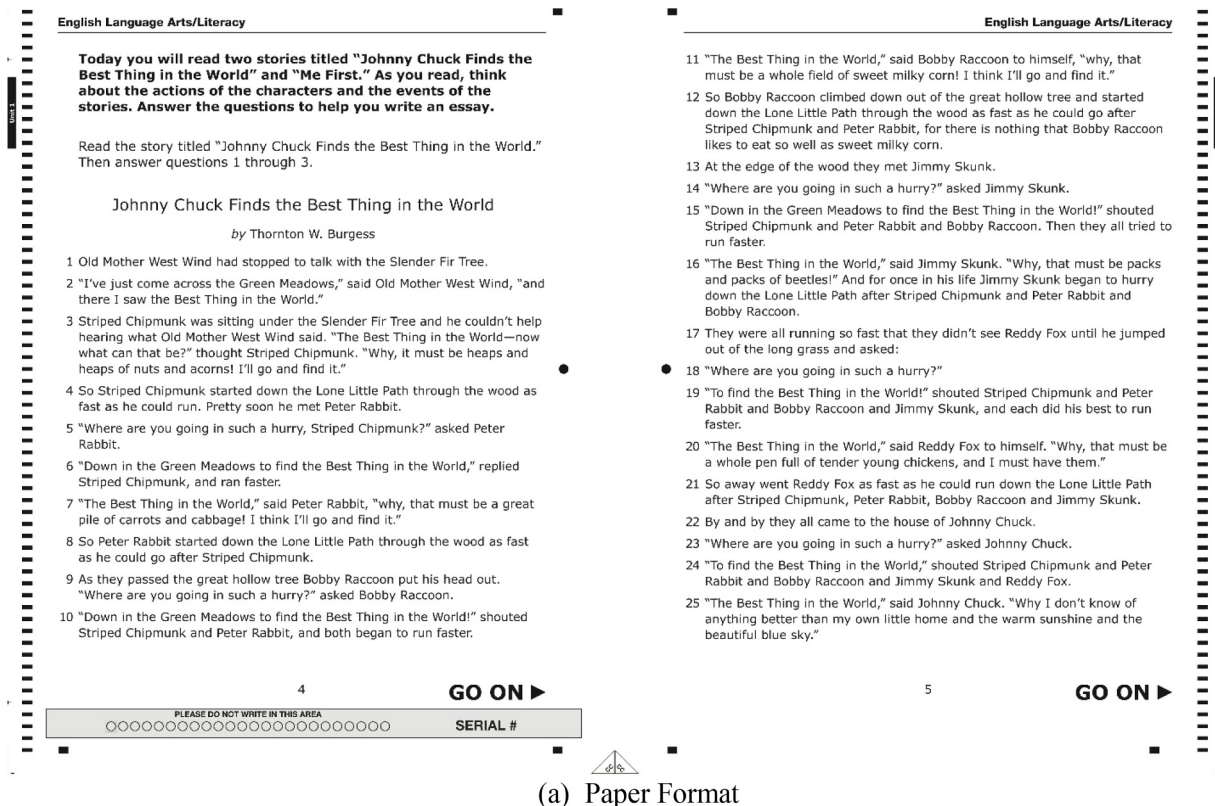 English Language Arts/Literacy
Unit 1
Today you will read two stories titled “Johnny Chuck Finds the
Best Thing in the World” and “Me First.” As you read, think
about the actions of the characters and the events of the
stories. Answer the questions to help you write an essay.
Read the story titled “Johnny Chuck Finds the Best Thing in the World.”
Then answer questions 1 through 3.
Johnny Chuck Finds the Best Thing in the World
by Thornton W. Burgess
1 Old Mother West Wind had stopped to talk with the Slender Fir Tree.
2 “I’ve just come across the Green Meadows,” said Old Mother West Wind, “and
there I saw the Best Thing in the World.”
3 Striped Chipmunk was sitting under the Slender Fir Tree and he couldn’t help
hearing what Old Mother West Wind said. “The Best Thing in the World—now
what can that be?” thought Striped Chipmunk. “Why, it must be heaps and
heaps of nuts and acorns! I’ll go and find it.”
4 So Striped Chipmunk started down the Lone Little Path through the wood as
fast as he could run. Pretty soon he met Peter Rabbit.
5 “Where are you going in such a hurry, Striped Chipmunk?” asked Peter
Rabbit.
6 “Down in the Green Meadows to find the Best Thing in the World,” replied
Striped Chipmunk, and ran faster.
7 “The Best Thing in the World,” said Peter Rabbit, “why, that must be a great
pile of carrots and cabbage! I think I’ll go and find it.”
8 So Peter Rabbit started down the Lone Little Path through the wood as fast
as he could go after Striped Chipmunk.
9 As they passed the great hollow tree Bobby Raccoon put his head out.
“Where are you going in such a hurry?” asked Bobby Raccoon.
10 “Down in the Green Meadows to find the Best Thing in the World!” shouted
Striped Chipmunk and Peter Rabbit, and both began to run faster.
4
GO ON
PLEASE DO NOT WRITE IN THIS AREA
SERIAL #
English Language Arts/Literacy
11 “The Best Thing in the World,” said Bobby Raccoon to himself, “why, that
must be a whole field of sweet milky corn! I think I’ll go and find it.”
12 So Bobby Raccoon climbed down out of the great hollow tree and started
down the Lone Little Path through the wood as fast as he could go after
Striped Chipmunk and Peter Rabbit, for there is nothing that Bobby Raccoon
likes to eat so well as sweet milky corn.
13 At the edge of the wood they met Jimmy Skunk.
14 “Where are you going in such a hurry?” asked Jimmy Skunk.
15 “Down in the Green Meadows to find the Best Thing in the World!” shouted
Striped Chipmunk and Peter Rabbit and Bobby Raccoon. Then they all tried to
run faster.
16 “The Best Thing in the World,” said Jimmy Skunk. “Why, that must be packs
and packs of beetles!” And for once in his life Jimmy Skunk began to hurry
down the Lone Little Path after Striped Chipmunk and Peter Rabbit and
Bobby Raccoon.
17 They were all running so fast that they didn’t see Reddy Fox until he jumped
out of the long grass and asked:
18 “Where are you going in such a hurry?”
19 “To find the Best Thing in the World!” shouted Striped Chipmunk and Peter
Rabbit and Bobby Raccoon and Jimmy Skunk, and each did his best to run
faster.
20 “The Best Thing in the World,” said Reddy Fox to himself. “Why, that must be
a whole pen full of tender young chickens, and I must have them.”
21 So away went Reddy Fox as fast as he could run down the Lone Little Path
after Striped Chipmunk, Peter Rabbit, Bobby Raccoon and Jimmy Skunk.
22 By and by they all came to the house of Johnny Chuck.
23 “Where are you going in such a hurry?” asked Johnny Chuck.
24 “To find the Best Thing in the World,” shouted Striped Chipmunk and Peter
Rabbit and Bobby Raccoon and Jimmy Skunk and Reddy Fox.
25 “The Best Thing in the World,” said Johnny Chuck. “Why I don’t know of
anything better than my own little home and the warm sunshine and the
beautiful blue sky.”
5
GO ON
(a) Paper Format